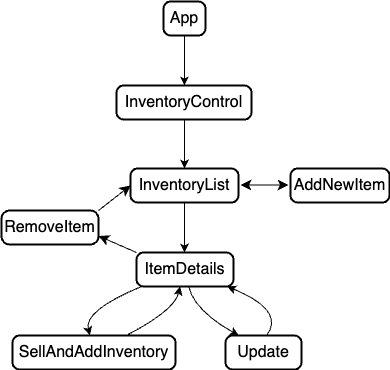 App
InventoryControl
InventoryList
AddNewItem
RemoveItem
ItemDetails
SellAndAddInventory
Update